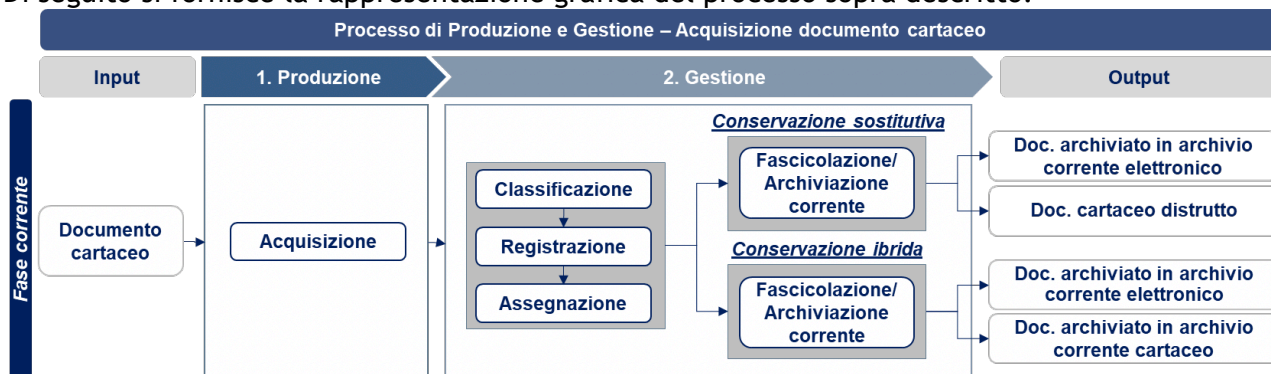 Di seguito si fornisce la rappresentazione grafica del processo sopra descritto:
Processo di Produzione e Gestione – Acquisizione documento cartaceo
Input
1. Produzione
2. Gestione
Output
Fase corrente
Documento
cartaceo
Acquisizione
Classificazione
Registrazione
Assegnazione
Conservazione sostitutiva
Fascicolazione/
Archiviazione
corrente
Conservazione ibrida
Fascicolazione/
Archiviazione
corrente
Doc. archiviato in archivio
corrente elettronico
Doc. cartaceo distrutto
Doc. archiviato in archivio
corrente elettronico
Doc. archiviato in archivio
corrente cartaceo